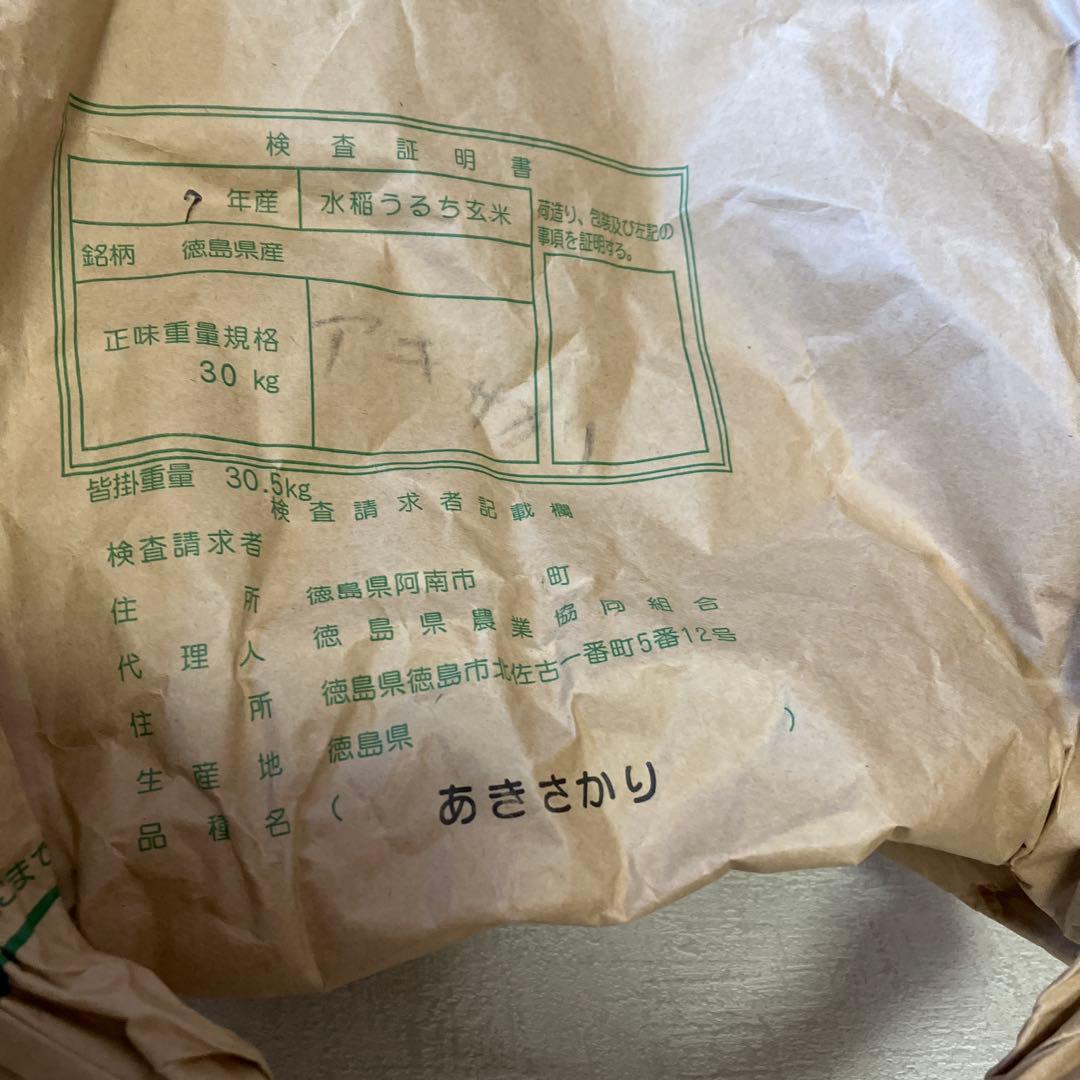 検査証明書
7年産 水稲うるち玄米
荷造り、包装及び左記の
事項を証明する。
銘柄 徳島県産
正味重量規格
30 kg
アキ
さかり
皆掛重量 30.5kg
検査請求者記載欄
検査請求者
住所 徳島県阿南市 町
代理人 徳島県農業協同組合
住所 徳島県徳島市北佐古一番町5番12号
生産地 徳島県
品種名( あきさかり )
まで